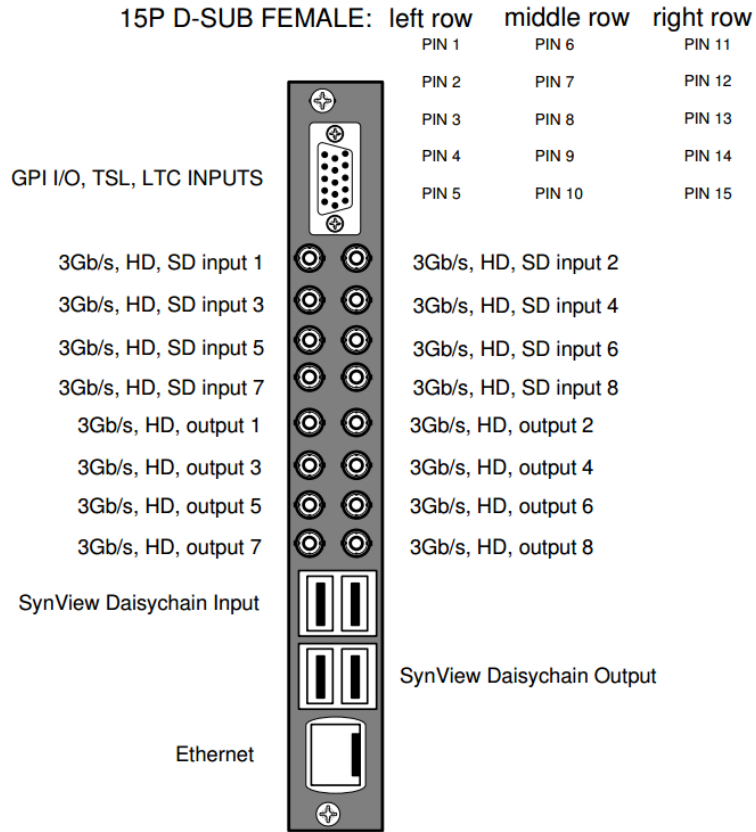 15P D-SUB FEMALE: left row middle row right row
PIN 1 PIN 6 PIN 11
PIN 2 PIN 7 PIN 12
PIN 3 PIN 8 PIN 13
PIN 4 PIN 9 PIN 14
PIN 5 PIN 10 PIN 15
GPI I/O, TSL, LTC INPUTS
3Gb/s, HD, SD input 1 3Gb/s, HD, SD input 2
3Gb/s, HD, SD input 3 3Gb/s, HD, SD input 4
3Gb/s, HD, SD input 5 3Gb/s, HD, SD input 6
3Gb/s, HD, SD input 7 3Gb/s, HD, SD input 8
3Gb/s, HD, output 1 3Gb/s, HD, output 2
3Gb/s, HD, output 3 3Gb/s, HD, output 4
3Gb/s, HD, output 5 3Gb/s, HD, output 6
3Gb/s, HD, output 7 3Gb/s, HD, output 8
SynView Daisychain Input
SynView Daisychain Output
Ethernet